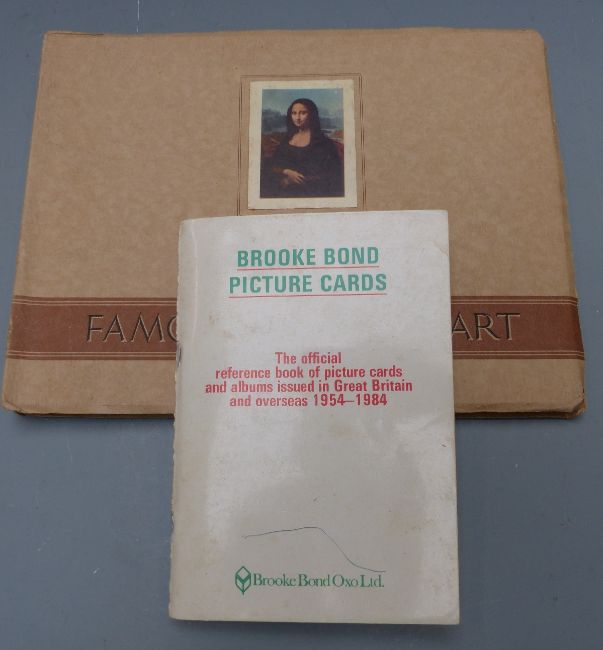 FAMO
ART
BROOKE BOND
PICTURE CARDS
The official
reference book of picture cards
and albums issued in Great Britain
and overseas 1954–1984
Brooke Bond Oxo Ltd.